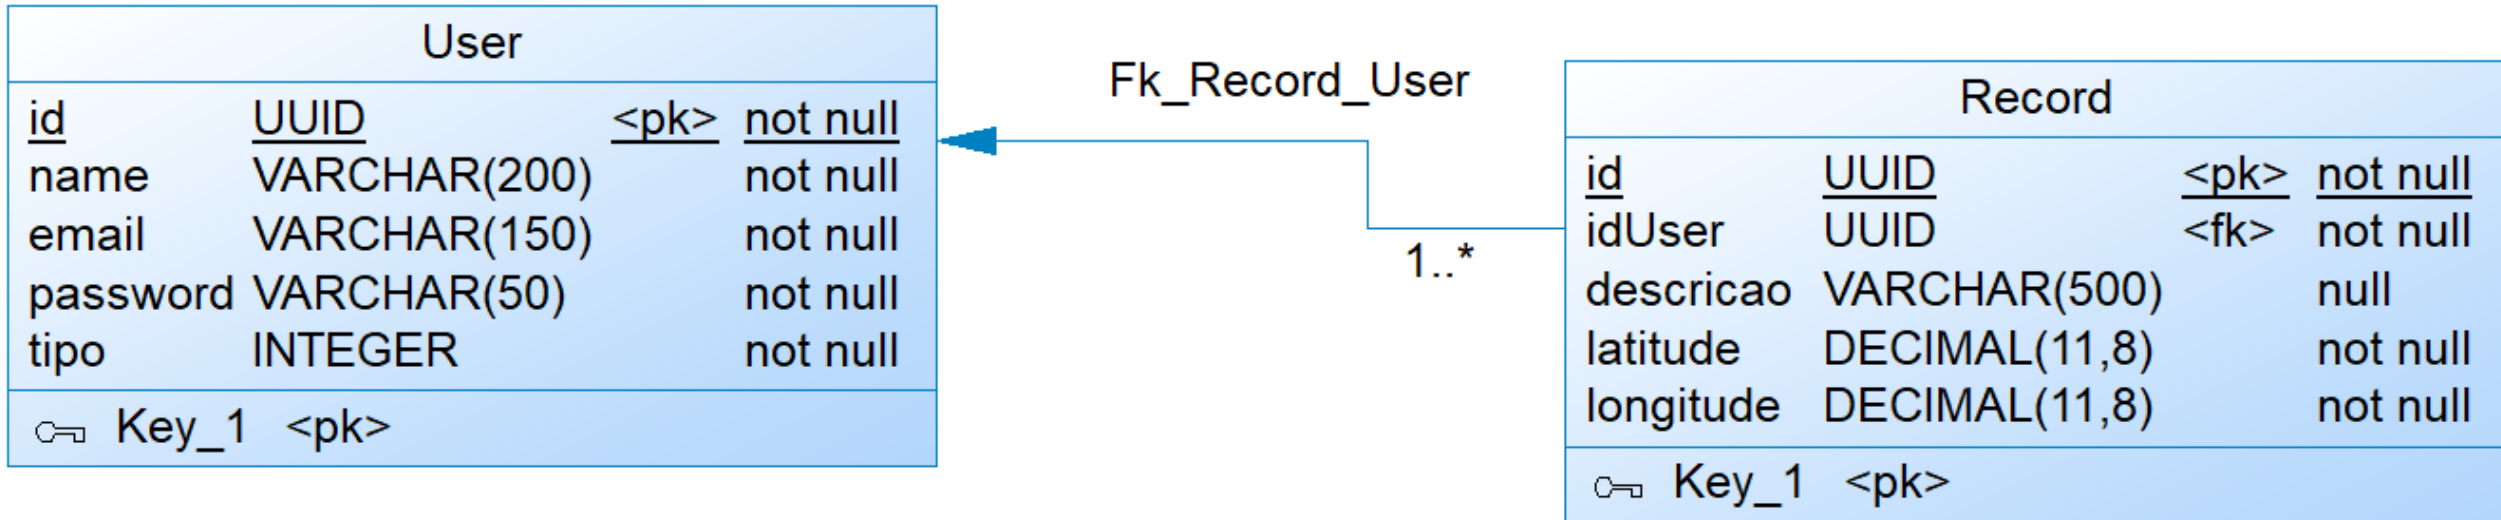 User
id UUID <pk> not null
name VARCHAR(200) not null
email VARCHAR(150) not null
password VARCHAR(50) not null
tipo INTEGER not null
Key_1 <pk>
Fk_Record_User
1..*
Record
id UUID <pk> not null
idUser UUID <fk> not null
descricao VARCHAR(500) null
latitude DECIMAL(11,8) not null
longitude DECIMAL(11,8) not null
Key_1 <pk>